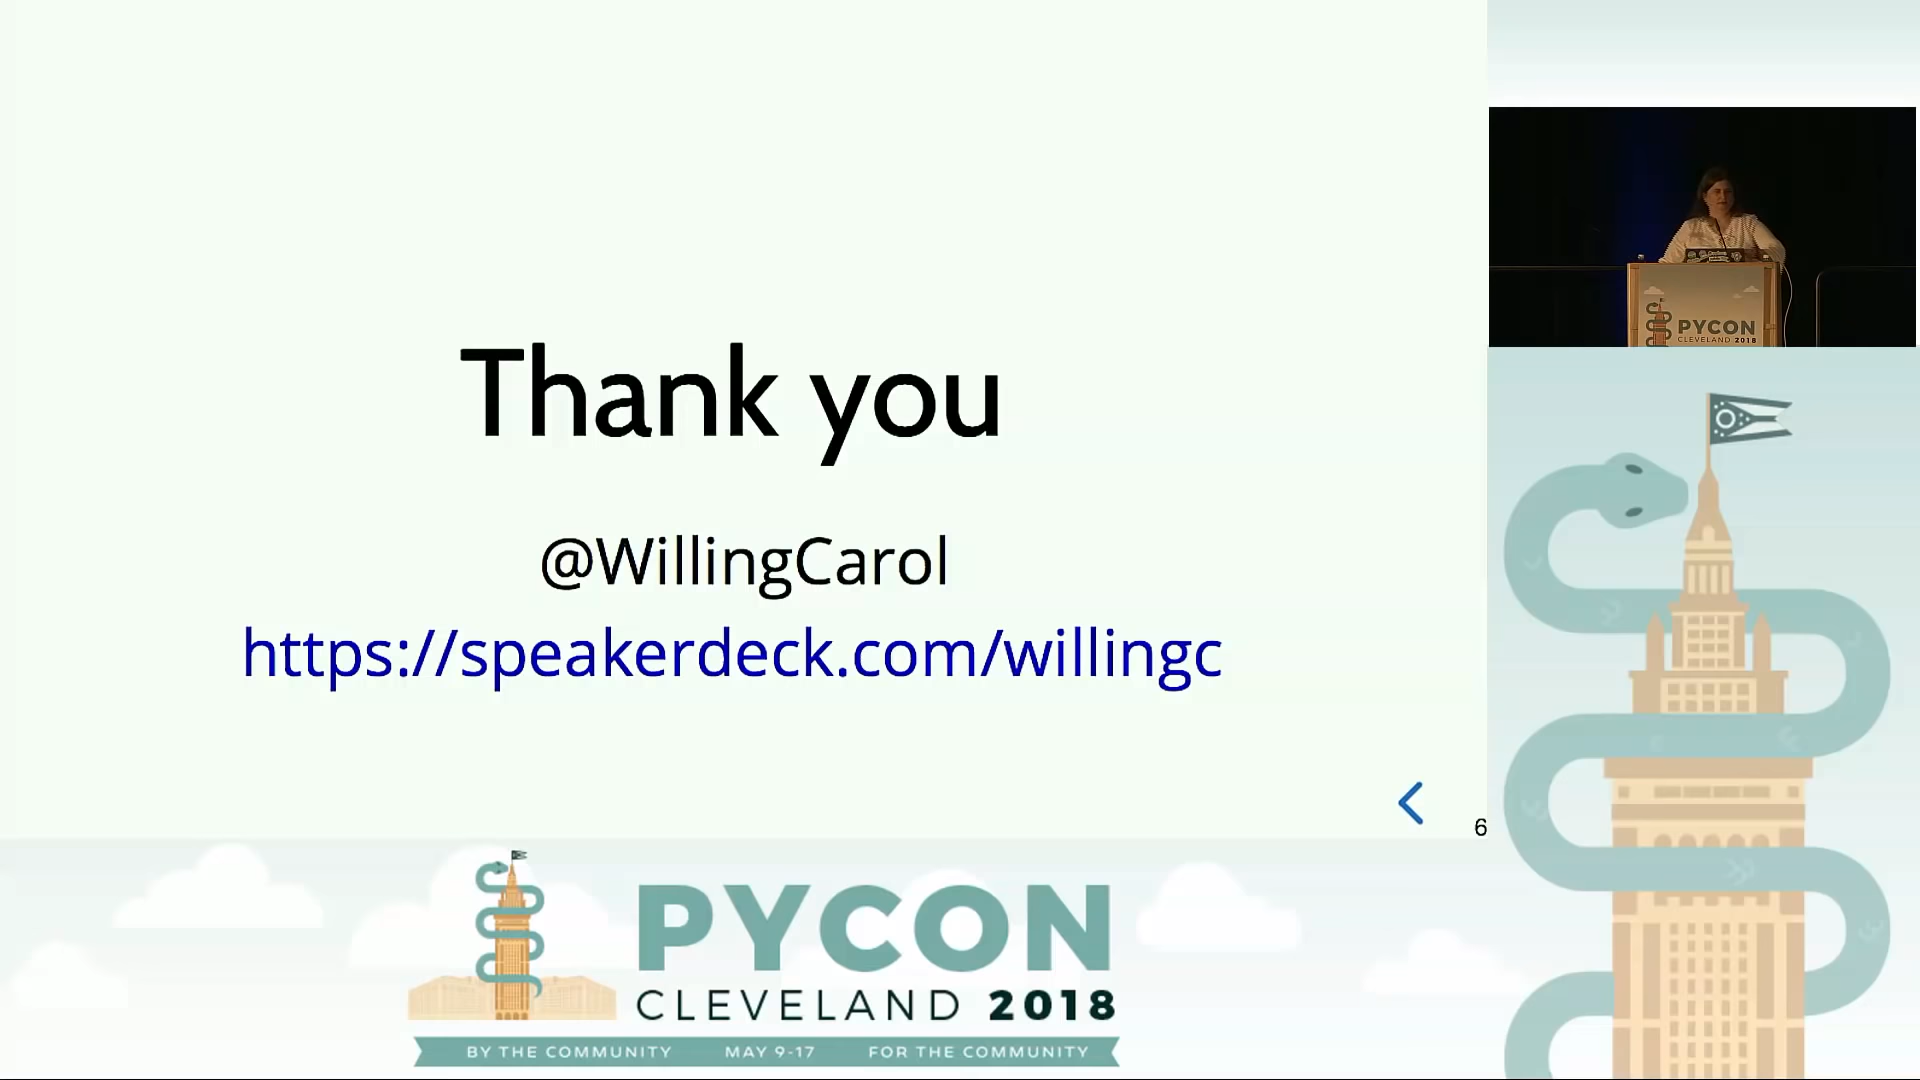 Thank you
@WillingCarol
https://speakerdeck.com/willingc
6
PYCON
CLEVELAND 2018
PYCON
CLEVELAND 2018
BY THE COMMUNITY MAY 9-17 FOR THE COMMUNITY